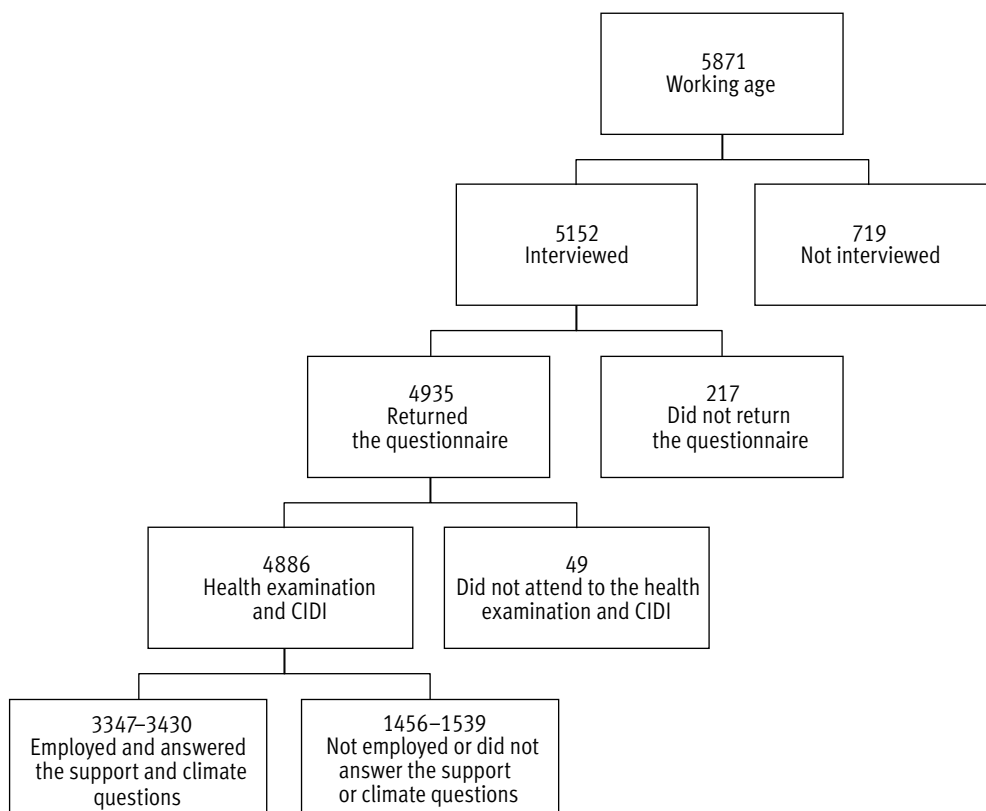 5871
Working age
5152
Interviewed
719
Not interviewed
4935
Returned
the questionnaire
217
Did not return
the questionnaire
4886
Health examination
and CIDI
49
Did not attend to the health
examination and CIDI
3347–3430
Employed and answered
the support and climate
questions
1456–1539
Not employed or did not
answer the support
or climate questions